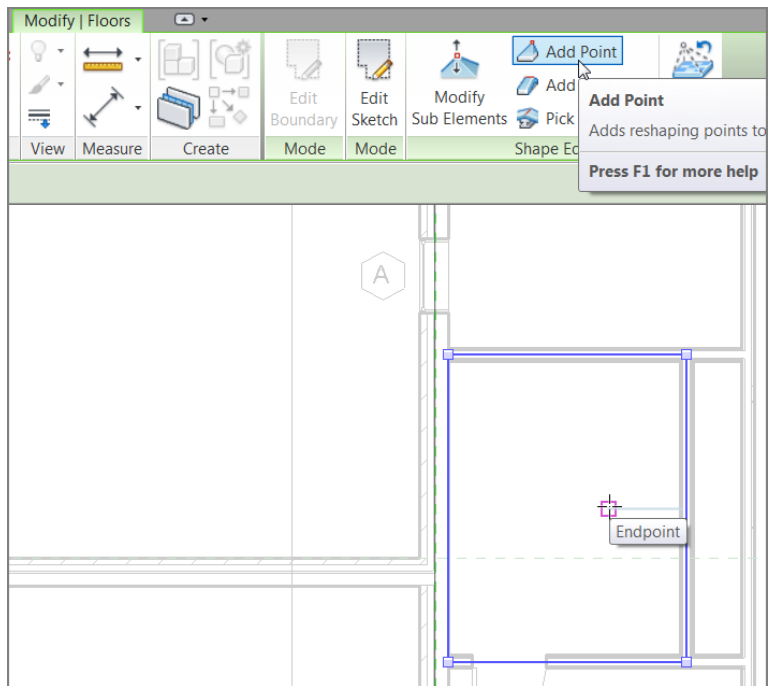 Modify | Floors
Add Point
Add
Pick
Edit
Boundary
Edit
Sketch
Modify
Sub Elements
View
Measure
Create
Mode
Mode
Shape Ed
Add Point
Adds reshaping points to
Press F1 for more help
A
Endpoint